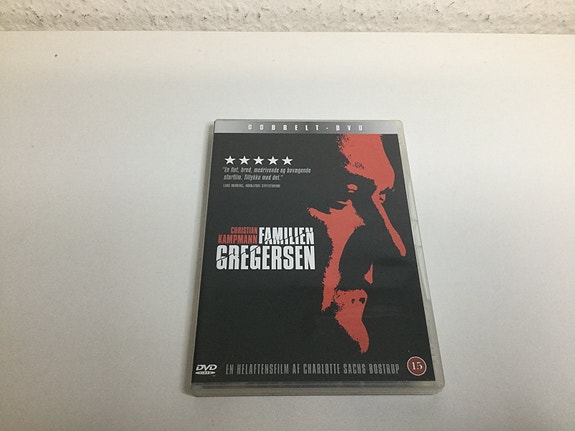 DOBBELT-DVD
"En flot, bred, medrivende og bevægende
storfilm. Tillykke med det."
CHRISTIAN
KAMPMANN
FAMILIEN
GREGERSEN
DVD
VIDEO
EN HELAFTENSFILM AF CHARLOTTE SACHS BOSTRUP
15